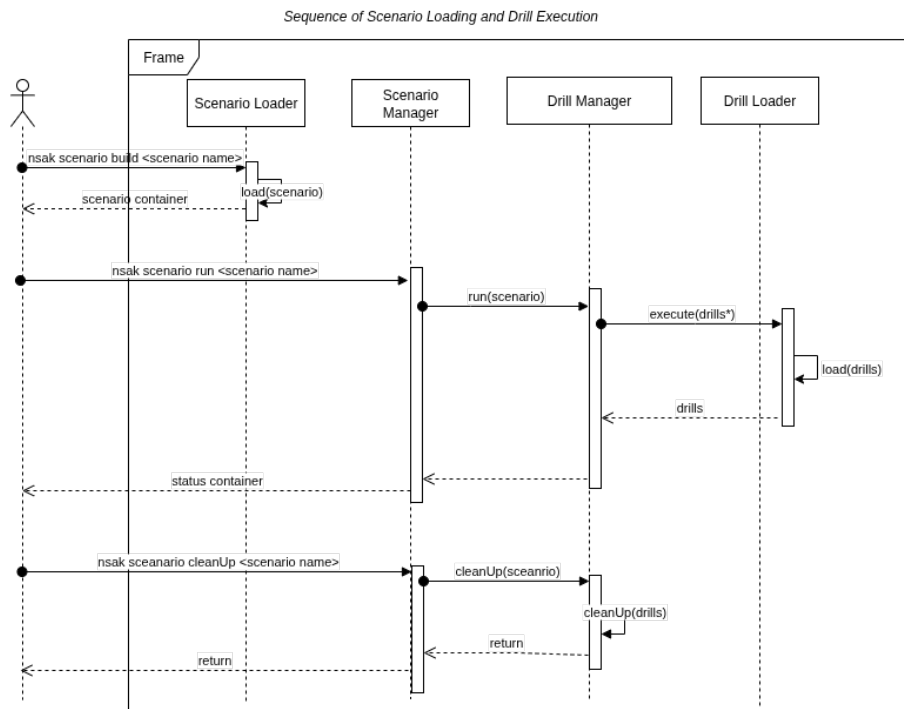 Sequence of Scenario Loading and Drill Execution
Frame
Scenario Loader
Scenario
Manager
Drill Manager
Drill Loader
nsak scenario build <scenario name>
load(scenario)
scenario container
nsak scenario run <scenario name>
run(scenario)
execute(drills*)
load(drills)
drills
status container
nsak sceanario cleanUp <scenario name>
cleanUp(sceanrio)
cleanUp(drills)
return
return